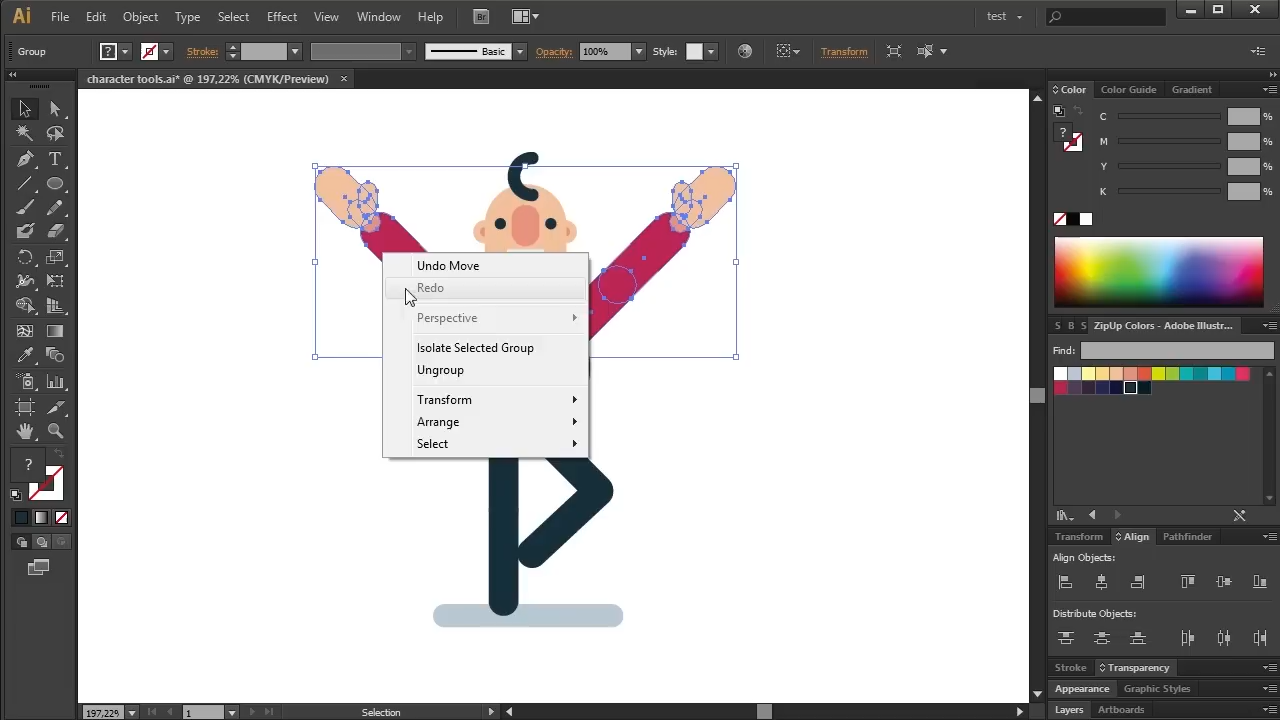 Ai File Edit Object Type Select Effect View Window Help Br test
Group ? Stroke: Basic Opacity: 100% Style: Transform
character tools.ai* @ 197,22% (CMYK/Preview)
Color Color Guide Gradient
C %
? M %
Y %
K %
S B S ZipUp Colors - Adobe Illustr...
Find:
Undo Move
Redo
Perspective
Isolate Selected Group
Ungroup
Transform
Arrange
Select
T
?
Transform Align Pathfinder
Align Objects:
Distribute Objects:
Stroke Transparency
Appearance Graphic Styles
Layers Artboards
197,22% 1 Selection